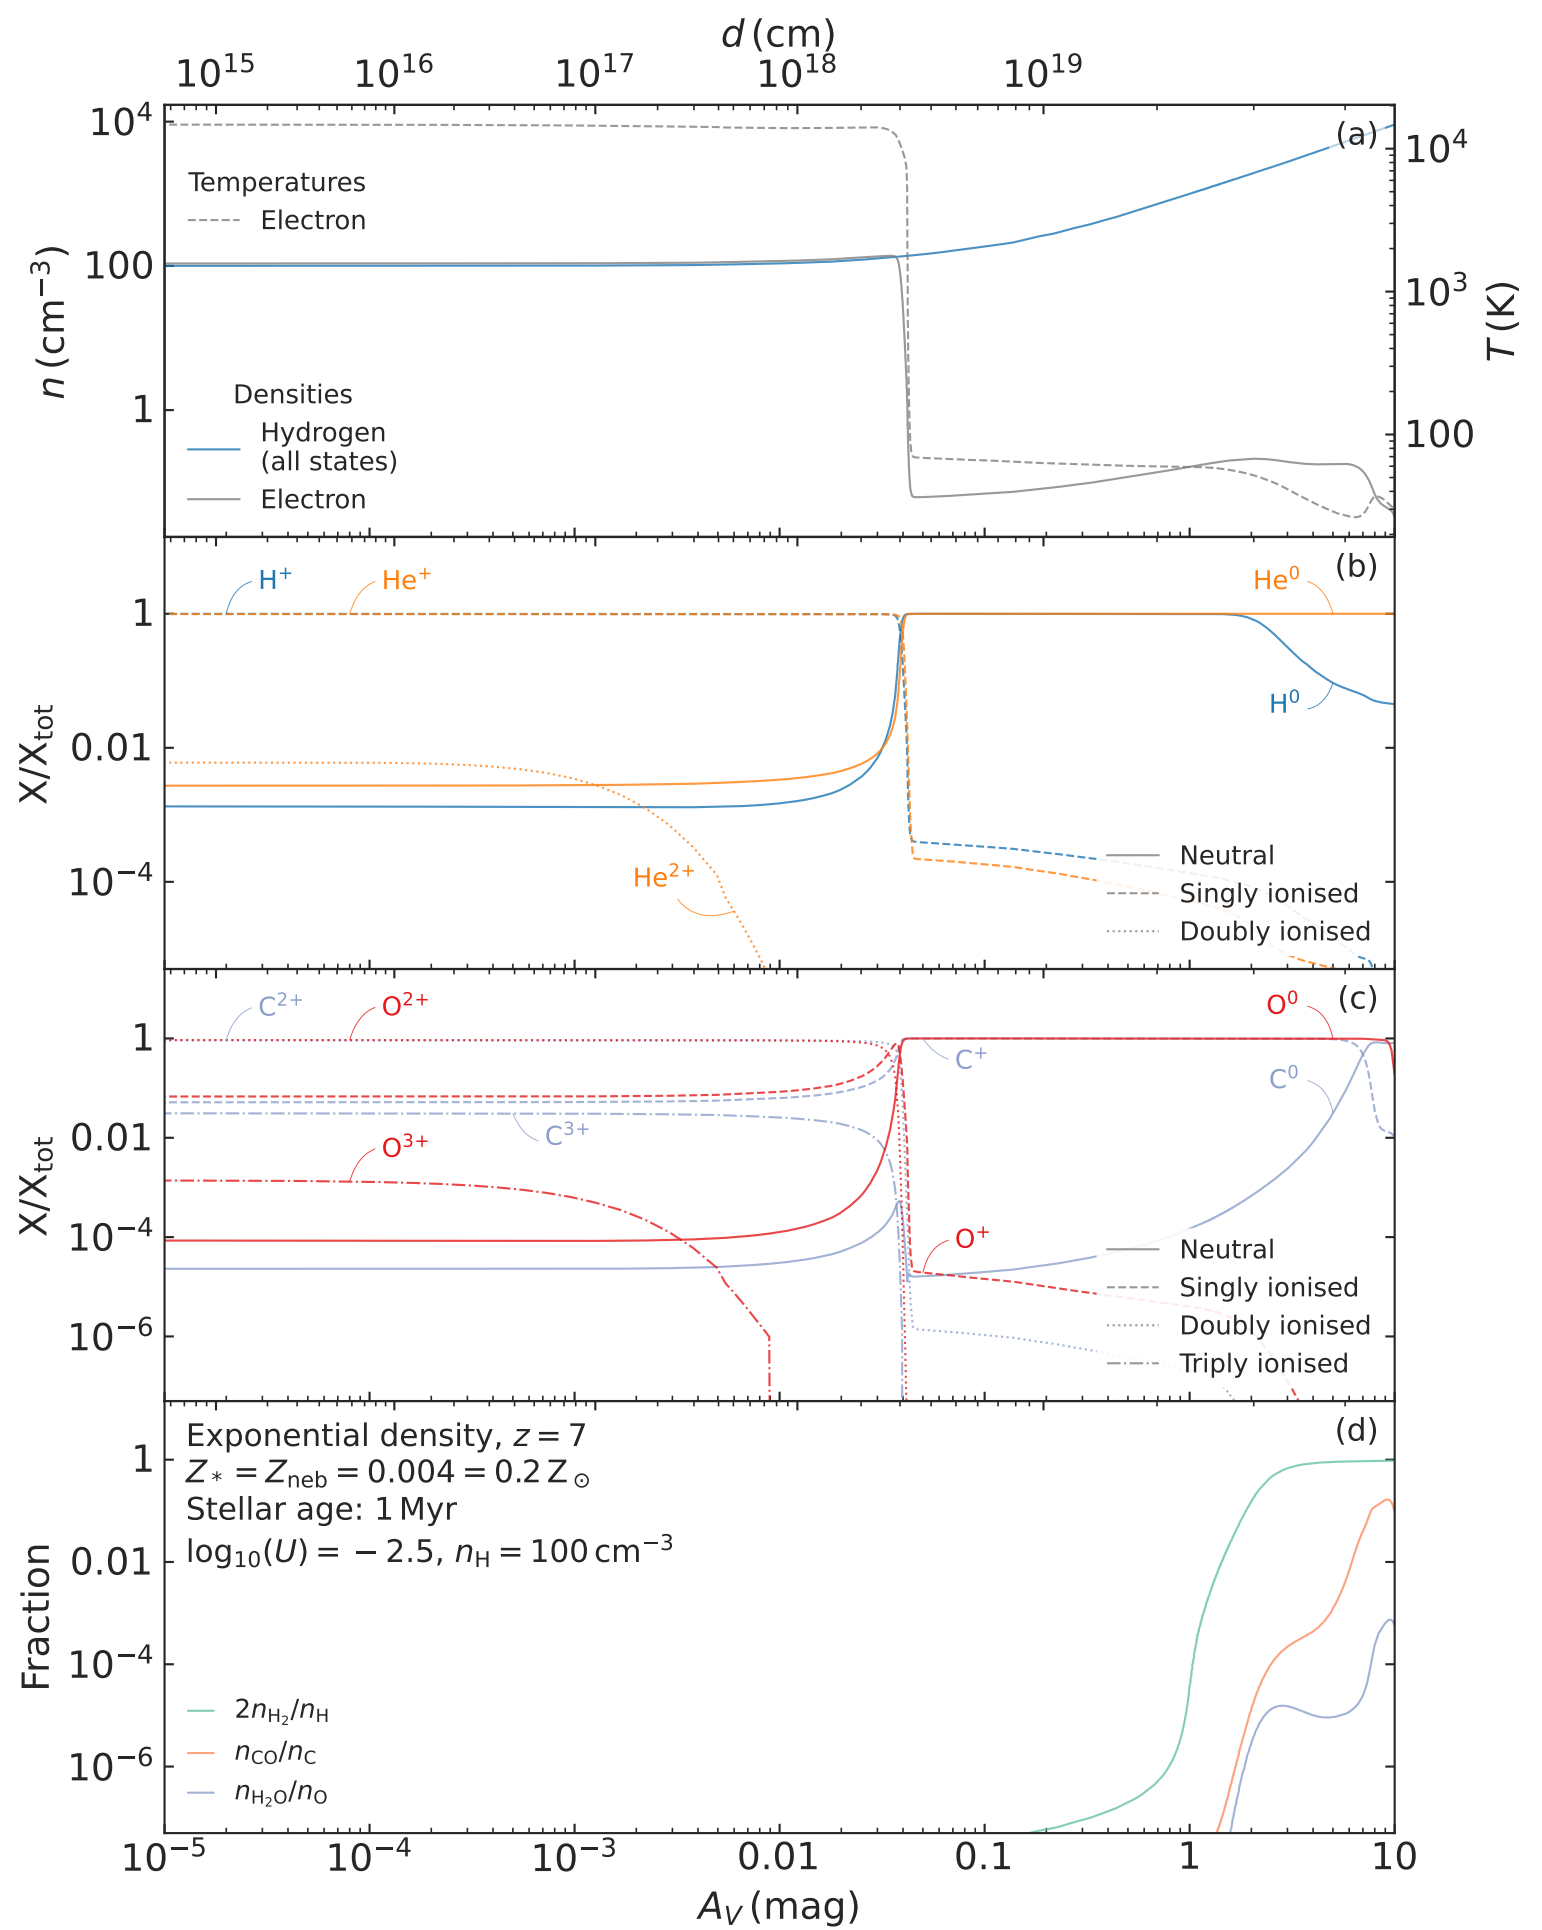 d (cm)
10^15 10^16 10^17 10^18 10^19
(a)
10^4
100
1
n (cm^−3)
10^4
10^3
100
T (K)
Temperatures
Electron
Densities
Hydrogen
(all states)
Electron
(b)
H^+ He^+ He^0
1
0.01
10^−4
X/X_tot
H^0
He^2+
Neutral
Singly ionised
Doubly ionised
(c)
C^2+ O^2+ O^0
1
0.01
10^−4
10^−6
X/X_tot
C^+
C^0
C^3+
O^3+
O^+
Neutral
Singly ionised
Doubly ionised
Triply ionised
(d)
Exponential density, z = 7
Z_* = Z_neb = 0.004 = 0.2 Z_⊙
Stellar age: 1 Myr
log_10(U) = −2.5, n_H = 100 cm^−3
1
0.01
10^−4
10^−6
Fraction
2n_H_2/n_H
n_CO/n_C
n_H_2O/n_O
10^−5 10^−4 10^−3 0.01 0.1 1 10
A_V (mag)